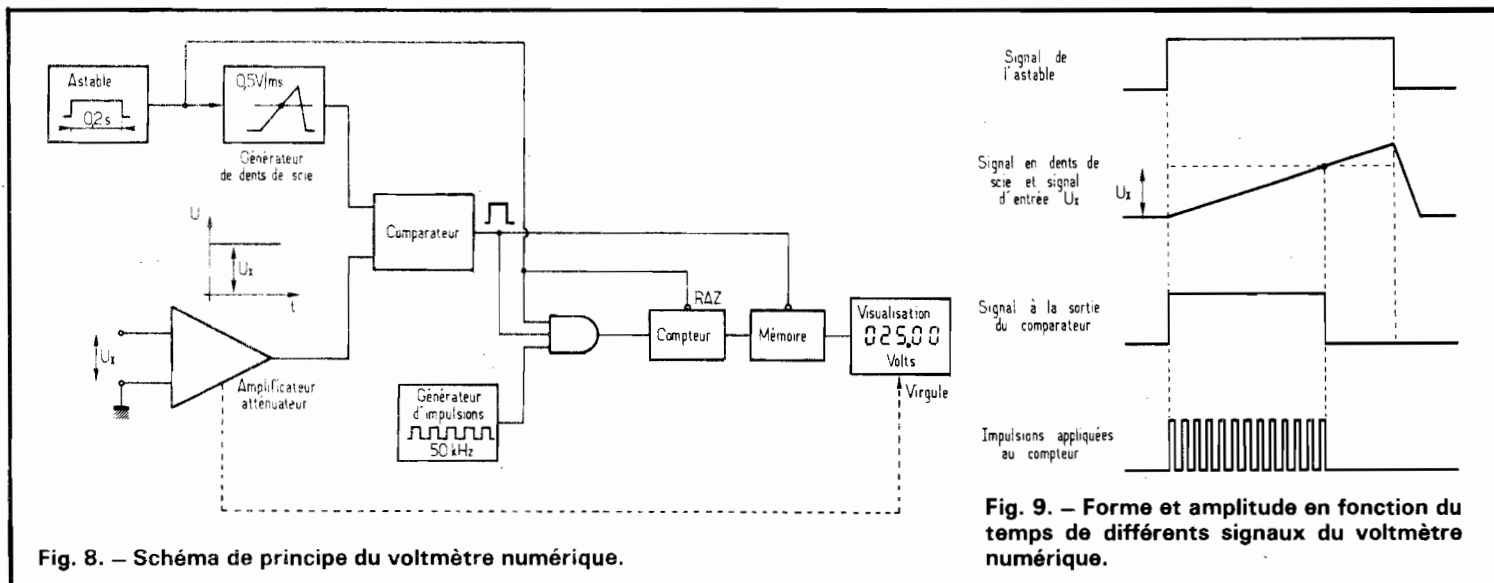 Astable
0,2s
0,5V/ms
Générateur
de dents de scie
U
Ux
t
Comparateur
Ux
Amplificateur
atténuateur
RAZ
Compteur
Mémoire
Visualisation
025,00
Volts
Virgule
Générateur
d'impulsions
50 kHz
Fig. 8. – Schéma de principe du voltmètre numérique.
Signal de
l'astable
Signal en dents de
scie et signal
d'entrée Ux
Ux
Signal à la sortie
du comparateur
Impulsions appliquées
au compteur
Fig. 9. – Forme et amplitude en fonction du
temps de différents signaux du voltmètre
numérique.